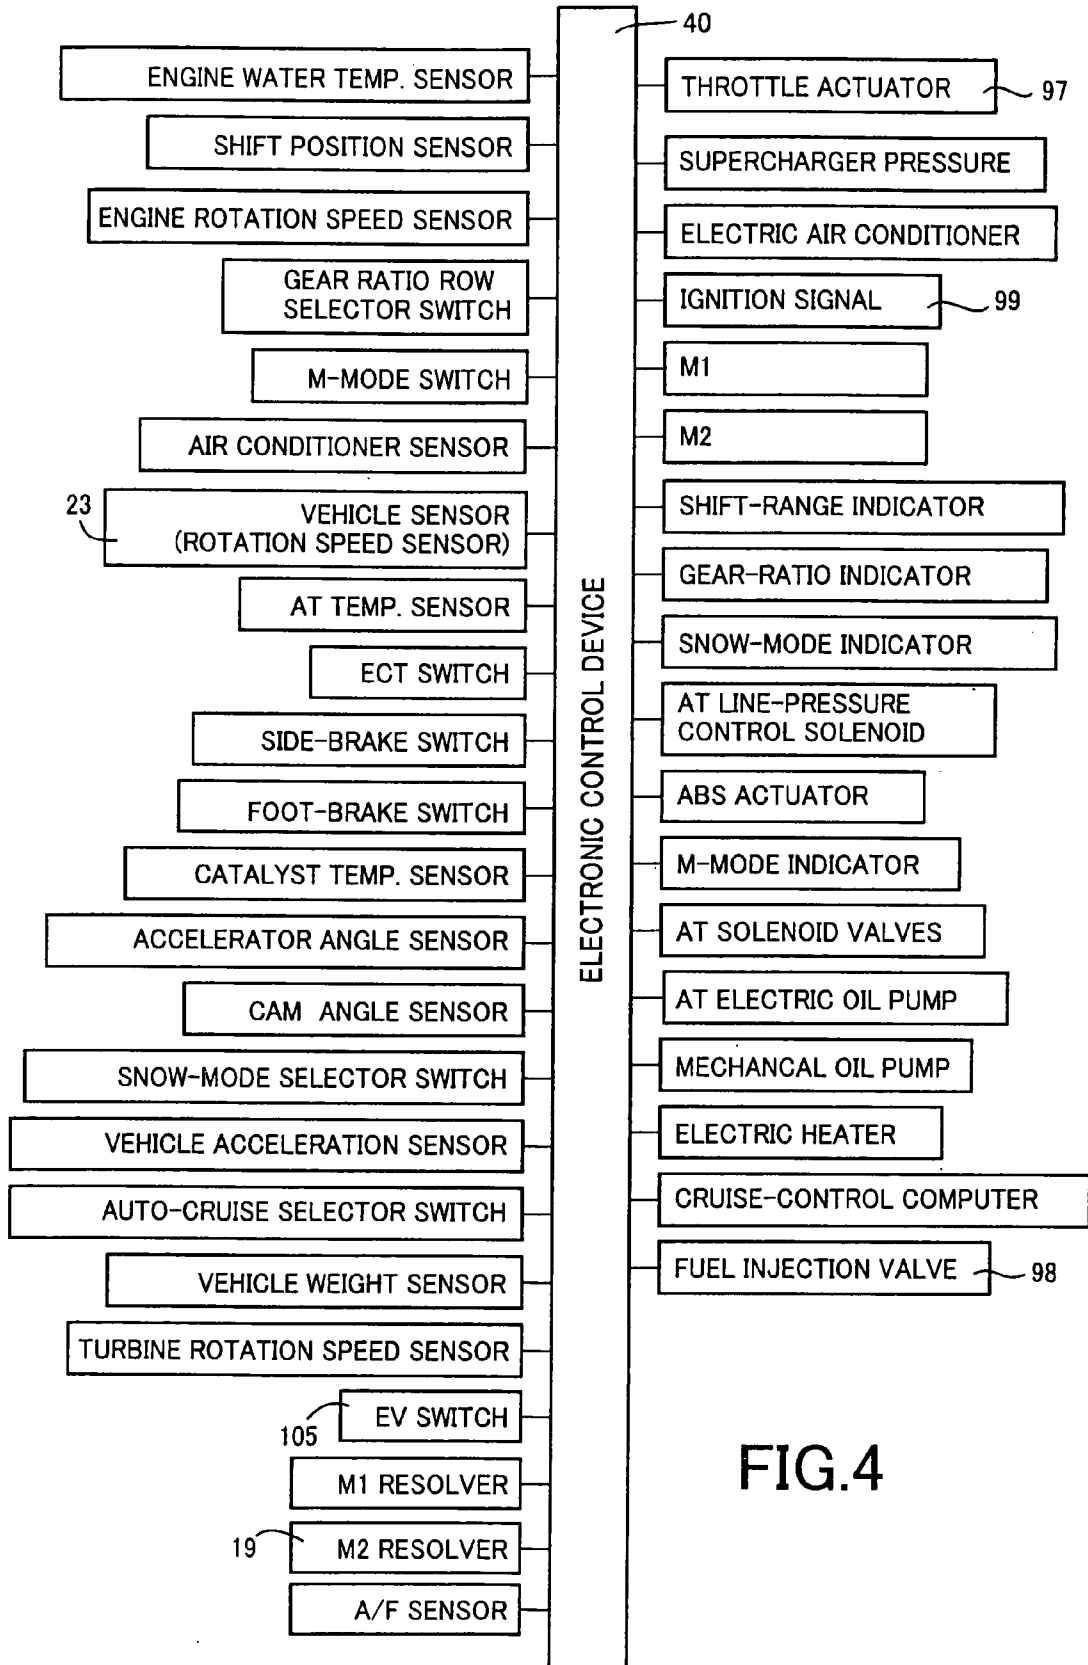 40
ENGINE WATER TEMP. SENSOR
SHIFT POSITION SENSOR
ENGINE ROTATION SPEED SENSOR
GEAR RATIO ROW
SELECTOR SWITCH
M-MODE SWITCH
AIR CONDITIONER SENSOR
23
VEHICLE SENSOR
(ROTATION SPEED SENSOR)
AT TEMP. SENSOR
ECT SWITCH
SIDE-BRAKE SWITCH
FOOT-BRAKE SWITCH
CATALYST TEMP. SENSOR
ACCELERATOR ANGLE SENSOR
CAM ANGLE SENSOR
SNOW-MODE SELECTOR SWITCH
VEHICLE ACCELERATION SENSOR
AUTO-CRUISE SELECTOR SWITCH
VEHICLE WEIGHT SENSOR
TURBINE ROTATION SPEED SENSOR
EV SWITCH
105
M1 RESOLVER
19
M2 RESOLVER
A/F SENSOR
ELECTRONIC CONTROL DEVICE
THROTTLE ACTUATOR
97
SUPERCHARGER PRESSURE
ELECTRIC AIR CONDITIONER
IGNITION SIGNAL
99
M1
M2
SHIFT-RANGE INDICATOR
GEAR-RATIO INDICATOR
SNOW-MODE INDICATOR
AT LINE-PRESSURE
CONTROL SOLENOID
ABS ACTUATOR
M-MODE INDICATOR
AT SOLENOID VALVES
AT ELECTRIC OIL PUMP
MECHANCAL OIL PUMP
ELECTRIC HEATER
CRUISE-CONTROL COMPUTER
FUEL INJECTION VALVE
98
FIG.4